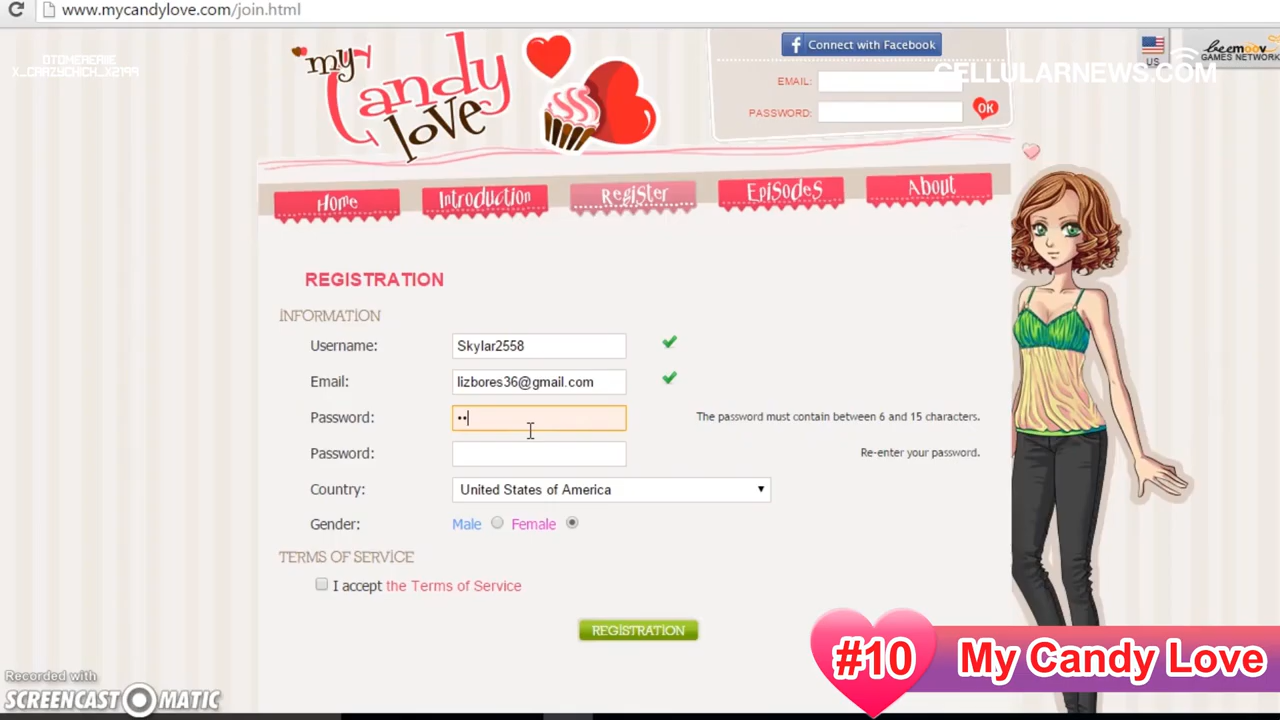 www.mycandylove.com/join.html
OTOMEMERIE
X_CRAZYCHICK_X2199
my Candy love
Connect with Facebook
EMAIL:
PASSWORD:
OK
US
beemoov
GAMES NETWORK
CELLULARNEWS.COM
Home
Introduction
Register
Episodes
About
REGISTRATION
INFORMATION
Username: Skylar2558
Email: lizbores36@gmail.com
Password: ••
The password must contain between 6 and 15 characters.
Password:
Re-enter your password.
Country: United States of America
Gender: Male Female
TERMS OF SERVICE
I accept the Terms of Service
REGISTRATION
#10 My Candy Love
Recorded with
SCREENCAST O MATIC